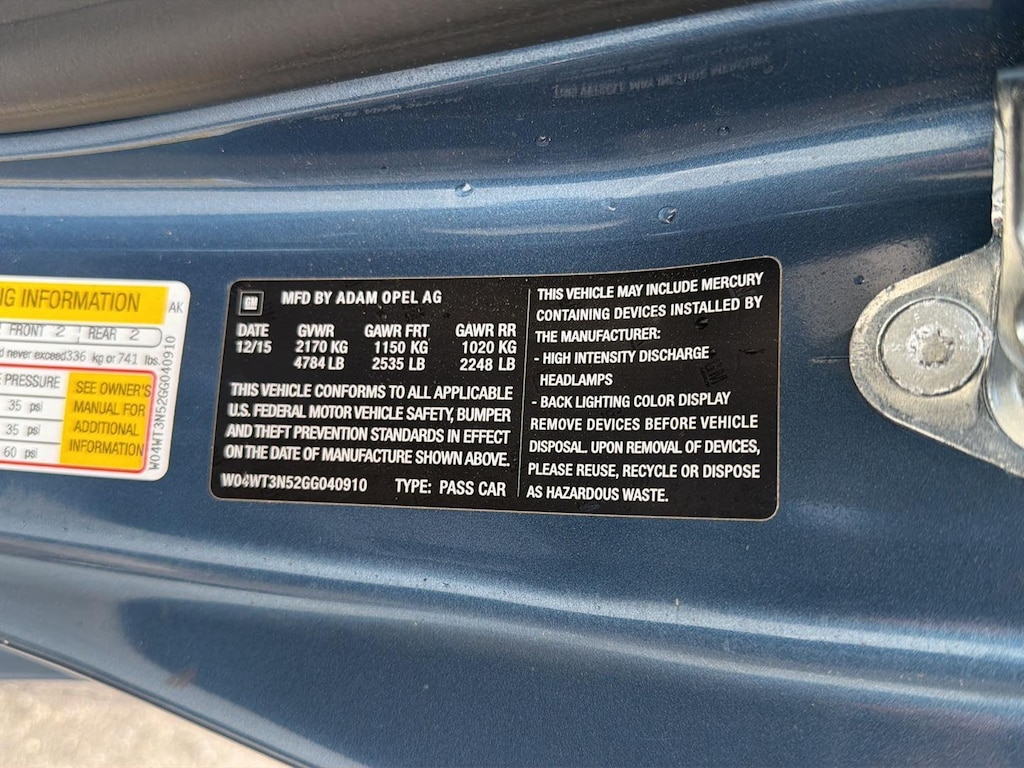 NG INFORMATION
AK
FRONT 2 REAR 2
d never exceed 336 kg or 741 lbs.
E PRESSURE
35 psi
35 psi
60 psi
SEE OWNER'S
MANUAL FOR
ADDITIONAL
INFORMATION
W04WT3N52GG040910
GM
MFD BY ADAM OPEL AG
DATE GVWR GAWR FRT GAWR RR
12/15 2170 KG 1150 KG 1020 KG
4784 LB 2535 LB 2248 LB
THIS VEHICLE CONFORMS TO ALL APPLICABLE
U.S. FEDERAL MOTOR VEHICLE SAFETY, BUMPER
AND THEFT PREVENTION STANDARDS IN EFFECT
ON THE DATE OF MANUFACTURE SHOWN ABOVE.
W04WT3N52GG040910 TYPE: PASS CAR
THIS VEHICLE MAY INCLUDE MERCURY
CONTAINING DEVICES INSTALLED BY
THE MANUFACTURER:
- HIGH INTENSITY DISCHARGE
HEADLAMPS
- BACK LIGHTING COLOR DISPLAY
REMOVE DEVICES BEFORE VEHICLE
DISPOSAL. UPON REMOVAL OF DEVICES,
PLEASE REUSE, RECYCLE OR DISPOSE
AS HAZARDOUS WASTE.
GM